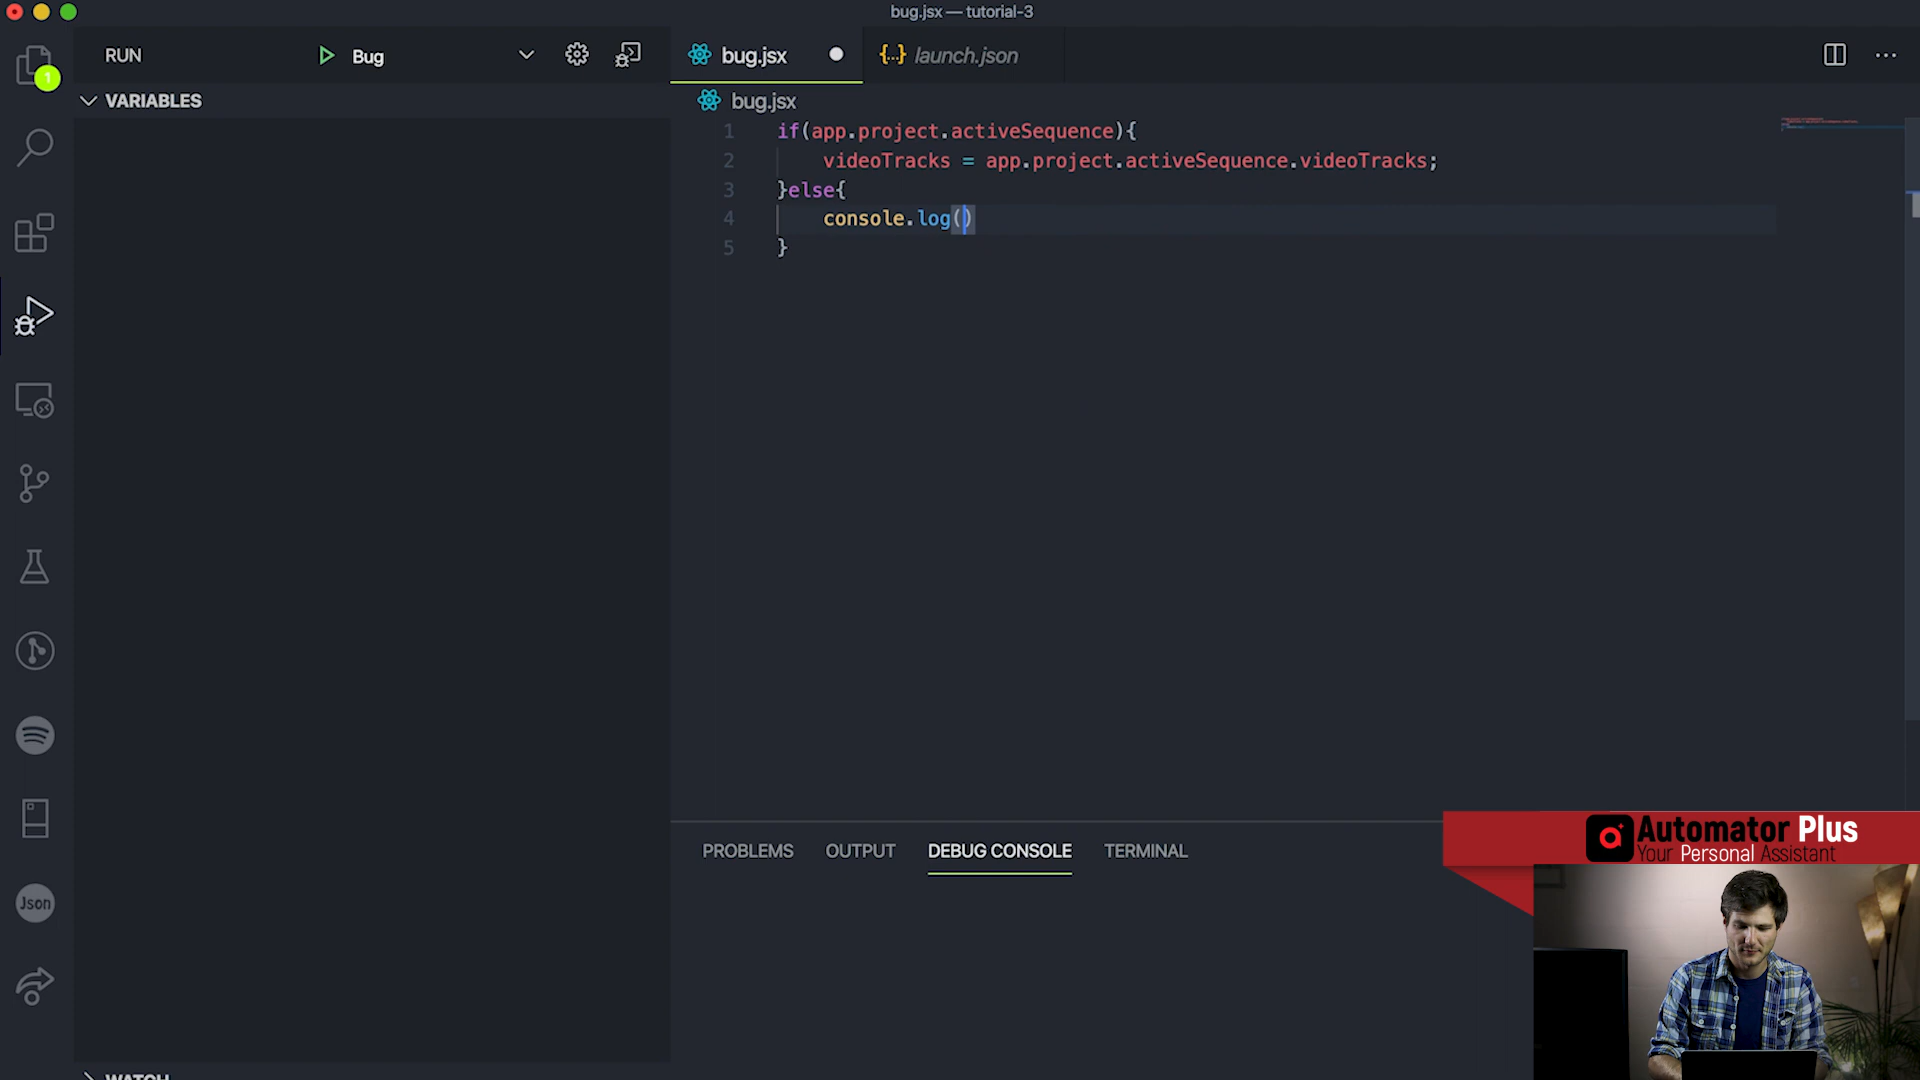 bug.jsx — tutorial-3
RUN
Bug
bug.jsx
{...} launch.json
1
VARIABLES
bug.jsx
1 if(app.project.activeSequence){
2 videoTracks = app.project.activeSequence.videoTracks;
3 }else{
4 console.log()
5 }
PROBLEMS OUTPUT DEBUG CONSOLE TERMINAL
a Automator Plus
Your Personal Assistant
Json
WATCH